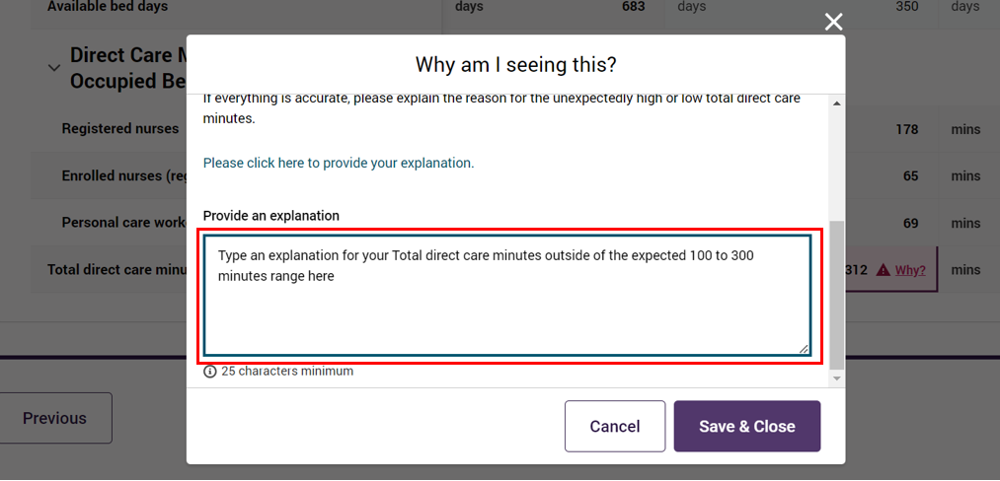 Available bed days days 683 days 350 days
Why am I seeing this?
Direct Care
Occupied Be
If everything is accurate, please explain the reason for the unexpectedly high or low total direct care
minutes.
Registered nurses 178 mins
Please click here to provide your explanation.
Enrolled nurses (reg 65 mins
Provide an explanation
Personal care work 69 mins
Type an explanation for your Total direct care minutes outside of the expected 100 to 300
minutes range here
Total direct care minu 312 Why? mins
25 characters minimum
Previous
Cancel Save & Close